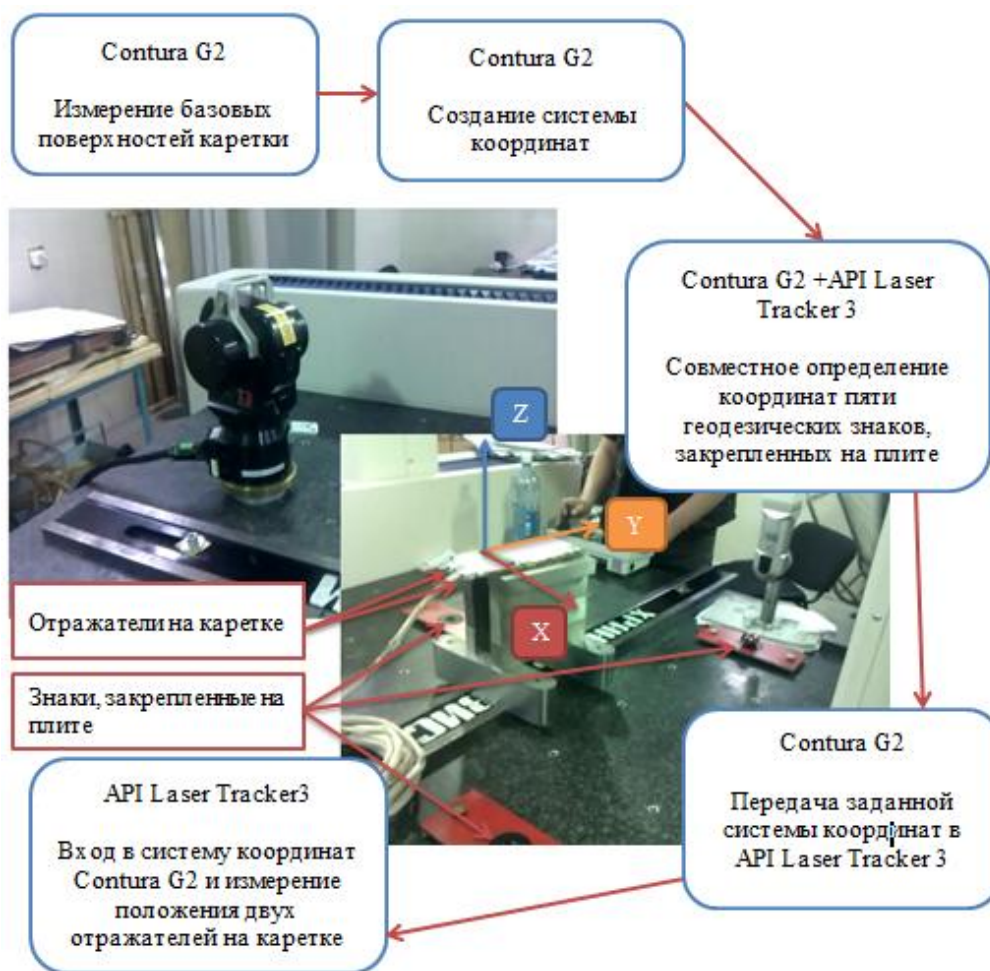 Contura G2
Измерение базовых
поверхностей каретки
Contura G2
Создание системы
координат
Contura G2 +API Laser
Tracker 3
Совместное определение
координат пяти
геодезических знаков,
закрепленных на плите
Z
Y
X
Отражатели на каретке
Знаки, закрепленные на
плите
Contura G2
Передача заданной
системы координат в
API Laser Tracker 3
API Laser Tracker3
Вход в систему координат
Contura G2 и измерение
положения двух
отражателей на каретке